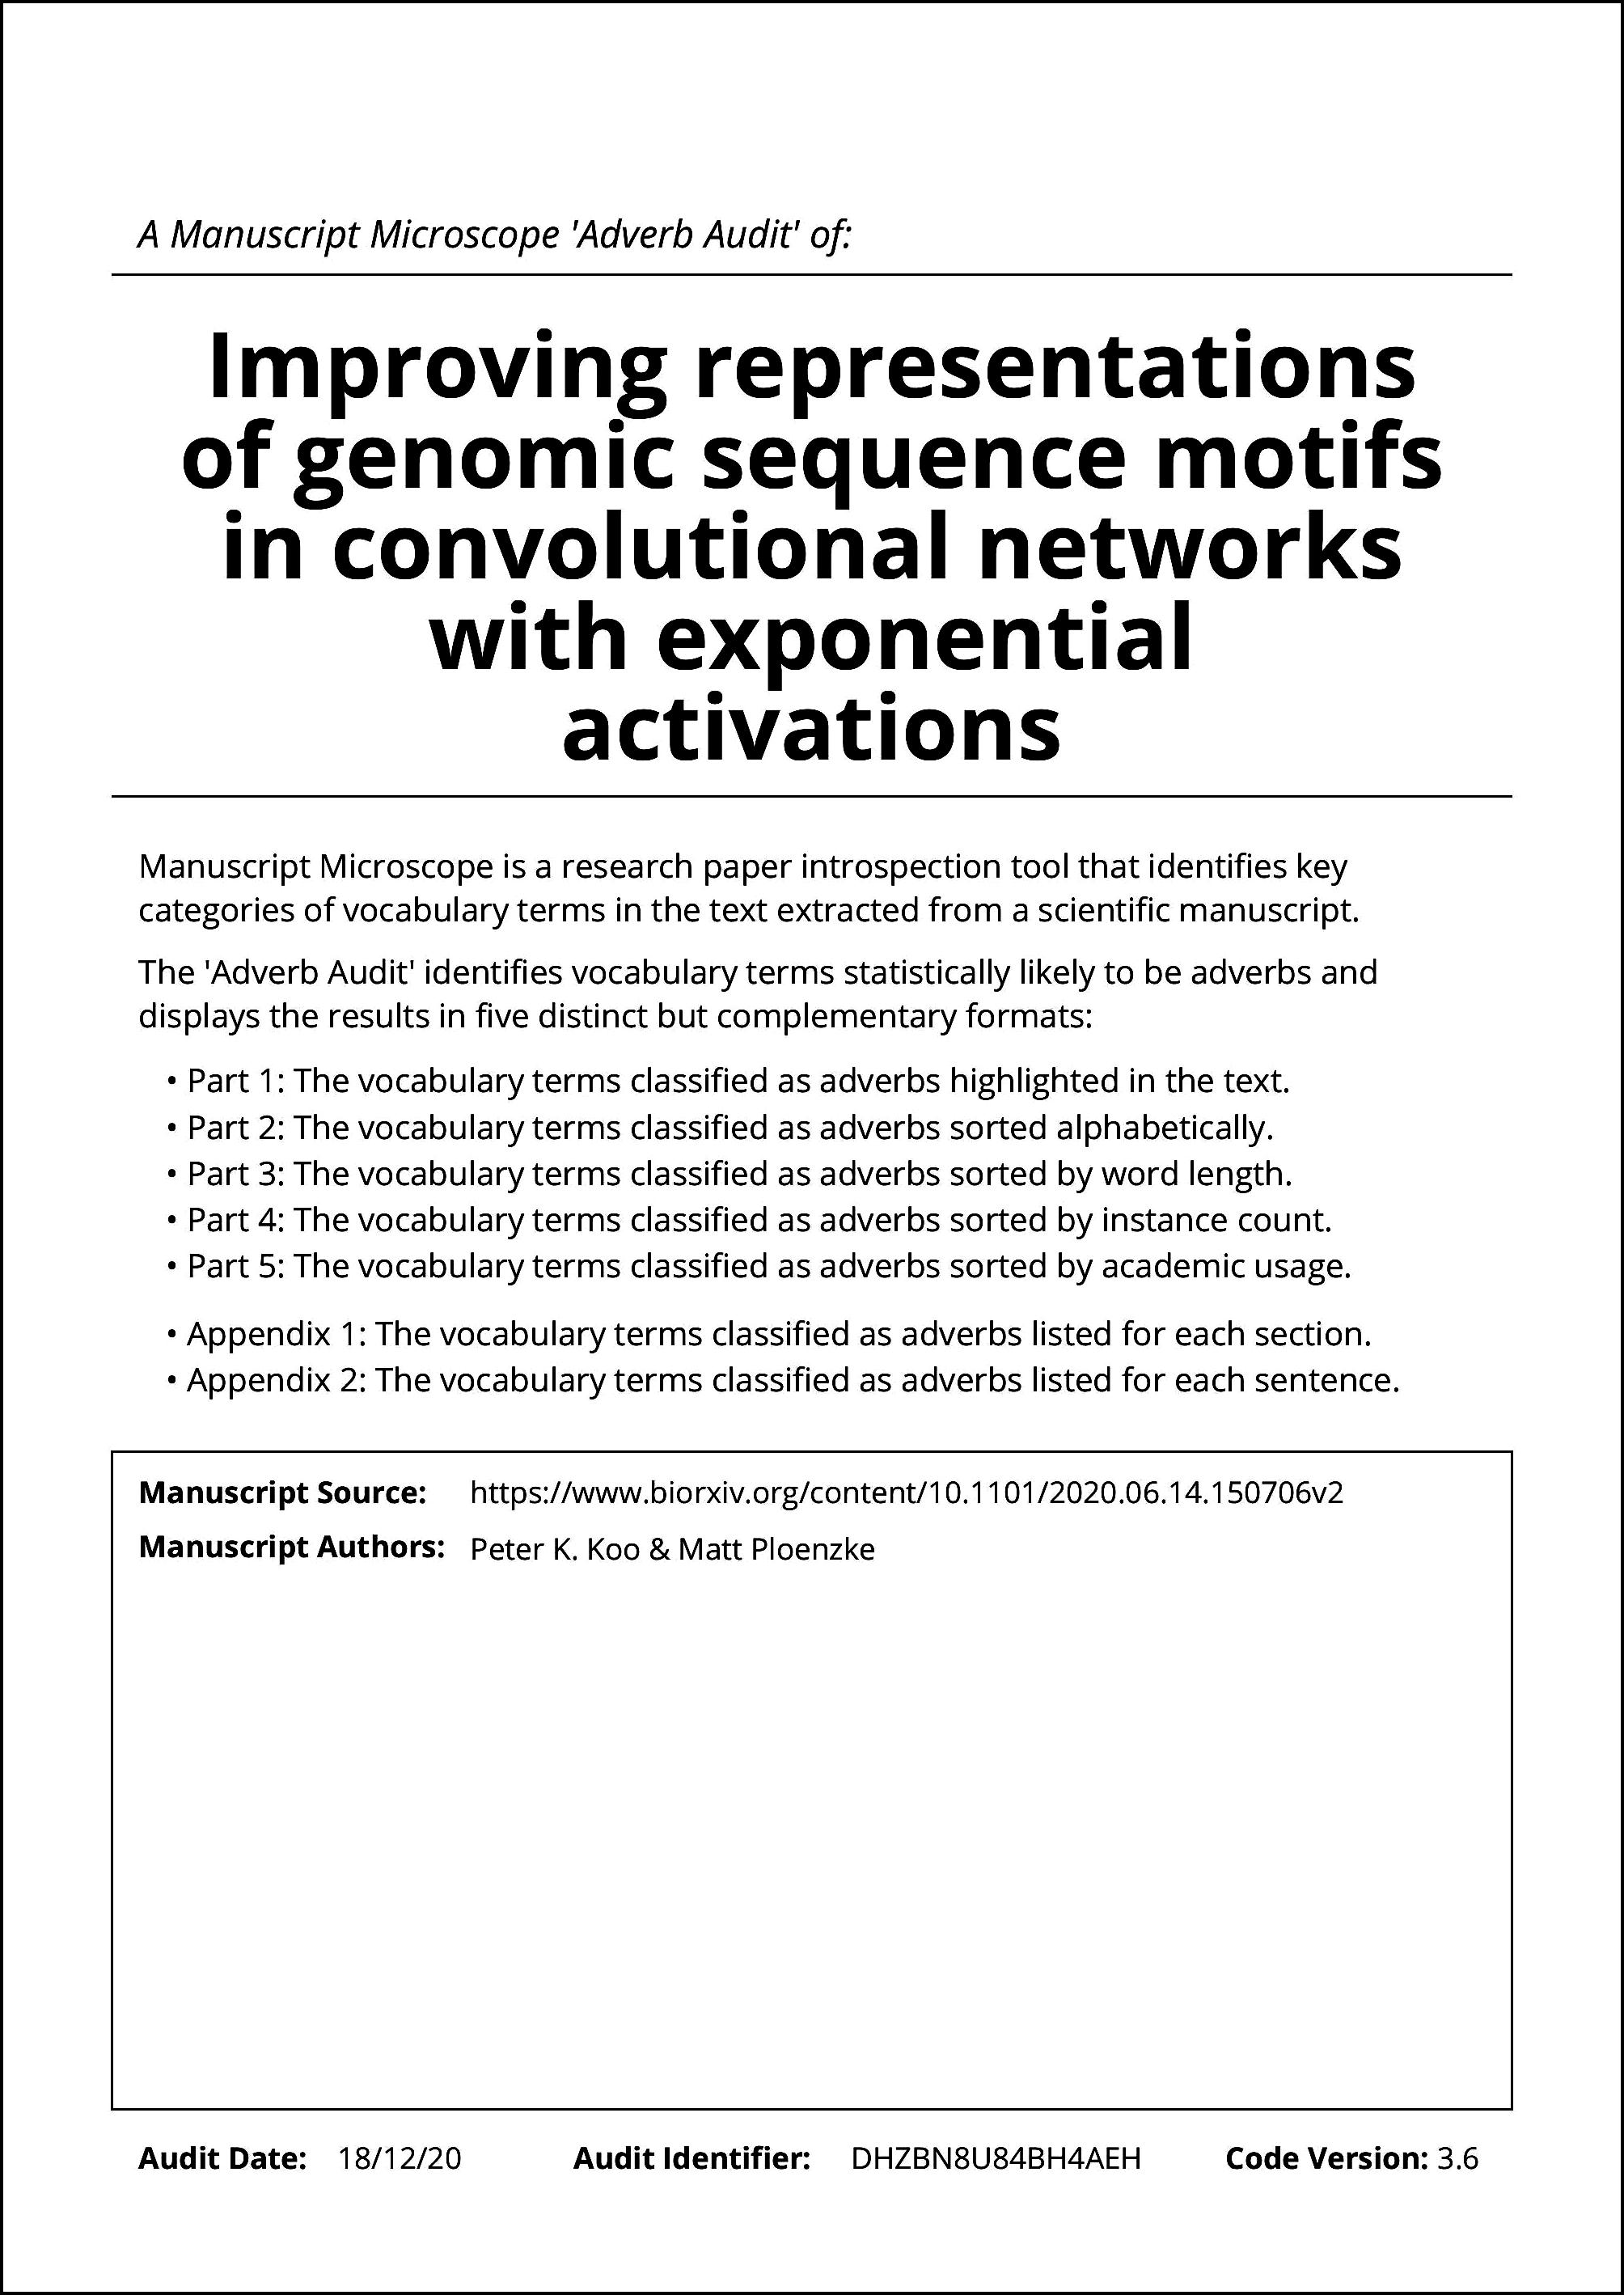 A Manuscript Microscope 'Adverb Audit' of:
Improving representations
of genomic sequence motifs
in convolutional networks
with exponential
activations
Manuscript Microscope is a research paper introspection tool that identifies key
categories of vocabulary terms in the text extracted from a scientific manuscript.
The 'Adverb Audit' identifies vocabulary terms statistically likely to be adverbs and
displays the results in five distinct but complementary formats:
• Part 1: The vocabulary terms classified as adverbs highlighted in the text.
• Part 2: The vocabulary terms classified as adverbs sorted alphabetically.
• Part 3: The vocabulary terms classified as adverbs sorted by word length.
• Part 4: The vocabulary terms classified as adverbs sorted by instance count.
• Part 5: The vocabulary terms classified as adverbs sorted by academic usage.
• Appendix 1: The vocabulary terms classified as adverbs listed for each section.
• Appendix 2: The vocabulary terms classified as adverbs listed for each sentence.
Manuscript Source: https://www.biorxiv.org/content/10.1101/2020.06.14.150706v2
Manuscript Authors: Peter K. Koo & Matt Ploenzke
Audit Date: 18/12/20 Audit Identifier: DHZBN8U84BH4AEH Code Version: 3.6